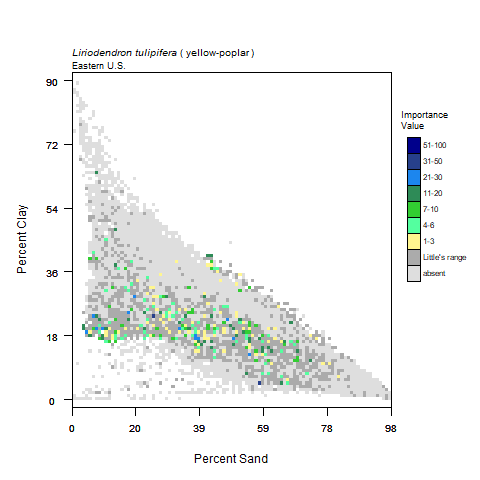 Liriodendron tulipifera ( yellow-poplar )
Eastern U.S.
Importance
Value
51-100
31-50
21-30
11-20
7-10
4-6
1-3
Little's range
absent
Percent Clay
90
72
54
36
18
0
0
20
39
59
78
98
Percent Sand